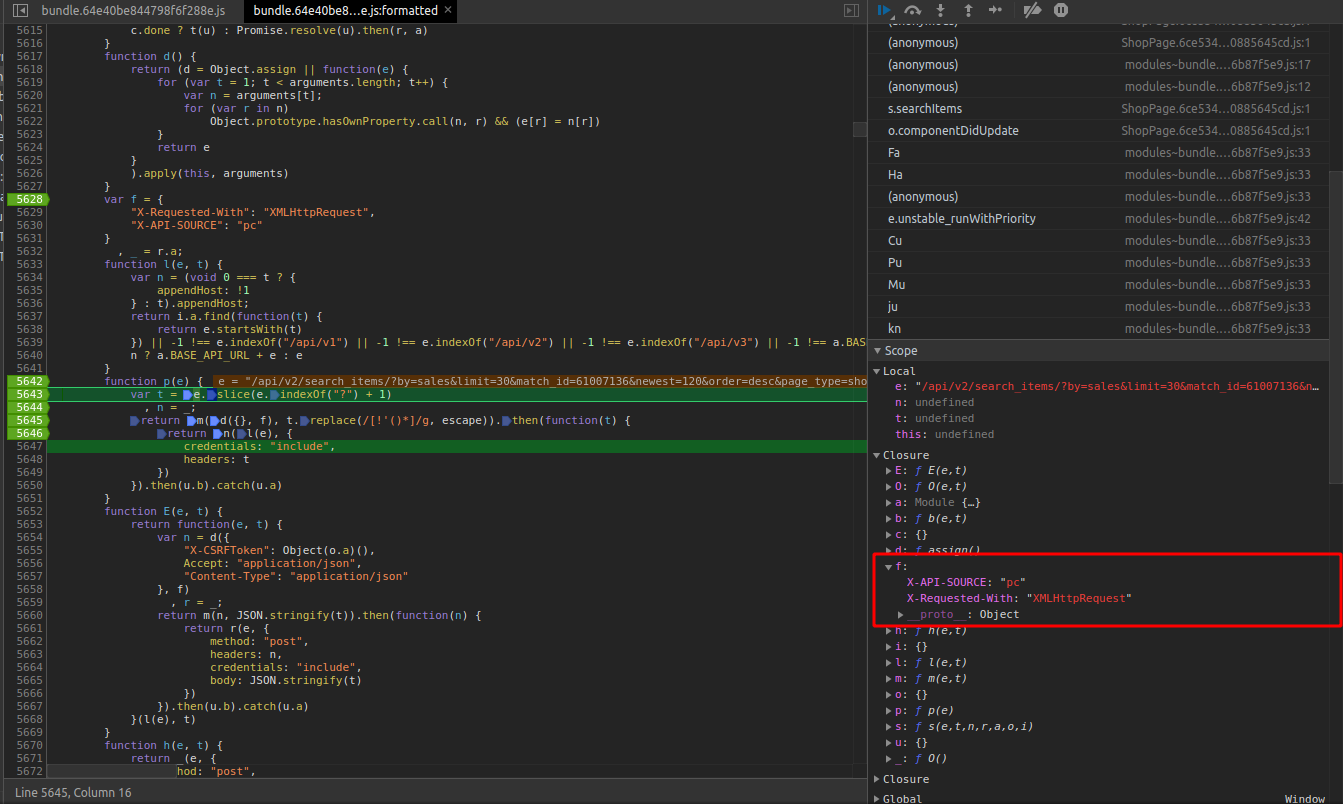 bundle.64e40be844798f6f288e.js bundle.64e40be8…e.js:formatted ×
5615 c.done ? t(u) : Promise.resolve(u).then(r, a)
5616 }
5617 function d() {
5618 return (d = Object.assign || function(e) {
5619 for (var t = 1; t < arguments.length; t++) {
5620 var n = arguments[t];
5621 for (var r in n)
5622 Object.prototype.hasOwnProperty.call(n, r) && (e[r] = n[r])
5623 }
5624 return e
5625 }
5626 ).apply(this, arguments)
5627 }
5628 var f = {
5629 "X-Requested-With": "XMLHttpRequest",
5630 "X-API-SOURCE": "pc"
5631 }
5632 , _ = r.a;
5633 function l(e, t) {
5634 var n = (void 0 === t ? {
5635 appendHost: !1
5636 } : t).appendHost;
5637 return i.a.find(function(t) {
5638 return e.startsWith(t)
5639 }) || -1 !== e.indexOf("/api/v1") || -1 !== e.indexOf("/api/v2") || -1 !== e.indexOf("/api/v3") || -1 !== a.BAS
5640 n ? a.BASE_API_URL + e : e
5641 }
5642 function p(e) { e = "/api/v2/search_items/?by=sales&limit=30&match_id=61007136&newest=120&order=desc&page_type=sho
5643 var t = e.slice(e.indexOf("?") + 1)
5644 , n = _;
5645 return m(d({}, f), t.replace(/[!'()*]/g, escape)).then(function(t) {
5646 return n(l(e), {
5647 credentials: "include",
5648 headers: t
5649 })
5650 }).then(u.b).catch(u.a)
5651 }
5652 function E(e, t) {
5653 return function(e, t) {
5654 var n = d({
5655 "X-CSRFToken": Object(o.a)(),
5656 Accept: "application/json",
5657 "Content-Type": "application/json"
5658 }, f)
5659 , r = _;
5660 return m(n, JSON.stringify(t)).then(function(n) {
5661 return r(e, {
5662 method: "post",
5663 headers: n,
5664 credentials: "include",
5665 body: JSON.stringify(t)
5666 })
5667 }).then(u.b).catch(u.a)
5668 }(l(e), t)
5669 }
5670 function h(e, t) {
5671 return _(e, {
5672 hod: "post",
Line 5645, Column 16
(anonymous) ShopPage.6ce534…0885645cd.js:1
(anonymous) modules~bundle.…6b87f5e9.js:17
(anonymous) modules~bundle.…6b87f5e9.js:12
s.searchItems ShopPage.6ce534…0885645cd.js:1
o.componentDidUpdate ShopPage.6ce534…0885645cd.js:1
Fa modules~bundle.…6b87f5e9.js:33
Ha modules~bundle.…6b87f5e9.js:33
(anonymous) modules~bundle.…6b87f5e9.js:33
e.unstable_runWithPriority modules~bundle.…6b87f5e9.js:42
Cu modules~bundle.…6b87f5e9.js:33
Pu modules~bundle.…6b87f5e9.js:33
Mu modules~bundle.…6b87f5e9.js:33
ju modules~bundle.…6b87f5e9.js:33
kn modules~bundle.…6b87f5e9.js:33
Scope
Local
e: "/api/v2/search_items/?by=sales&limit=30&match_id=61007136&n…
n: undefined
t: undefined
this: undefined
Closure
E: ƒ E(e,t)
O: ƒ O(e,t)
a: Module {…}
b: ƒ b(e,t)
c: {}
d: ƒ assign()
f:
X-API-SOURCE: "pc"
X-Requested-With: "XMLHttpRequest"
__proto__: Object
h: ƒ h(e,t)
i: {}
l: ƒ l(e,t)
m: ƒ m(e,t)
o: {}
p: ƒ p(e)
s: ƒ s(e,t,n,r,a,o,i)
u: {}
_: ƒ O()
Closure
Global Window